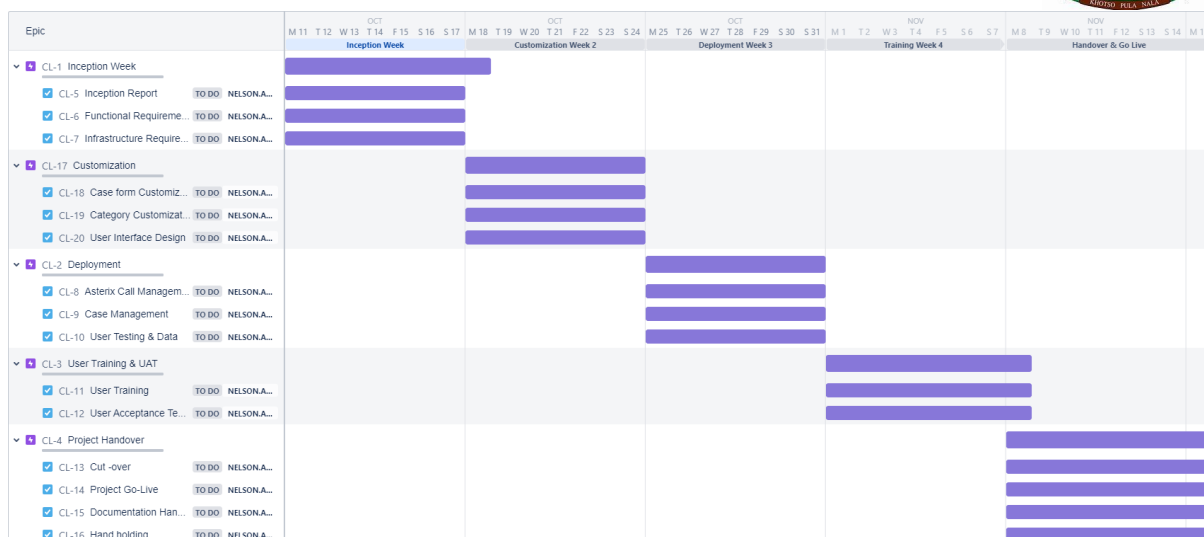 KHOTSO PULA NALA
Epic
OCT OCT OCT NOV NOV
M 11 T 12 W 13 T 14 F 15 S 16 S 17 M 18 T 19 W 20 T 21 F 22 S 23 S 24 M 25 T 26 W 27 T 28 F 29 S 30 S 31 M 1 T 2 W 3 T 4 F 5 S 6 S 7 M 8 T 9 W 10 T 11 F 12 S 13 S 14
Inception Week Customization Week 2 Deployment Week 3 Training Week 4 Handover & Go Live
CL-1 Inception Week
CL-5 Inception Report TO DO NELSON.A...
CL-6 Functional Requireme... TO DO NELSON.A...
CL-7 Infrastructure Require... TO DO NELSON.A...
CL-17 Customization
CL-18 Case form Customiz... TO DO NELSON.A...
CL-19 Category Customizat... TO DO NELSON.A...
CL-20 User Interface Design TO DO NELSON.A...
CL-2 Deployment
CL-8 Asterix Call Managem... TO DO NELSON.A...
CL-9 Case Management TO DO NELSON.A...
CL-10 User Testing & Data TO DO NELSON.A...
CL-3 User Training & UAT
CL-11 User Training TO DO NELSON.A...
CL-12 User Acceptance Te... TO DO NELSON.A...
CL-4 Project Handover
CL-13 Cut -over TO DO NELSON.A...
CL-14 Project Go-Live TO DO NELSON.A...
CL-15 Documentation Han... TO DO NELSON.A...
CL-16 Hand holding TO DO NELSON.A...